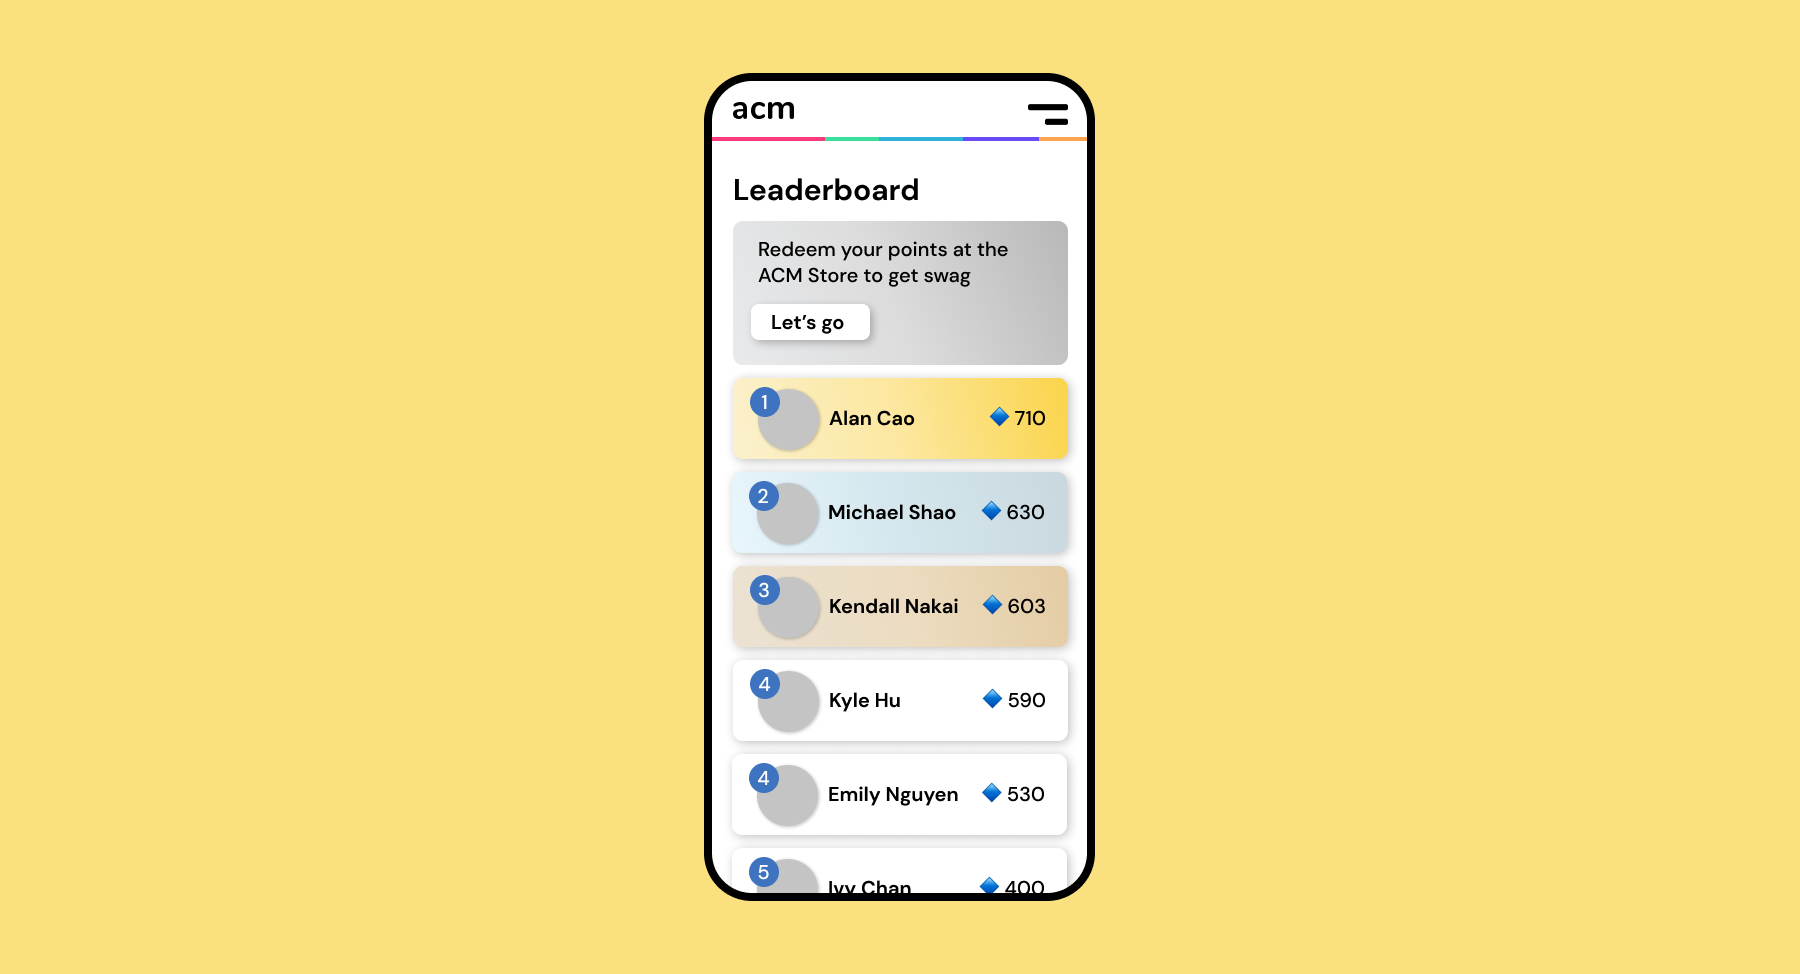 acm
Leaderboard
Redeem your points at the
ACM Store to get swag
Let's go
1 Alan Cao 710
2 Michael Shao 630
3 Kendall Nakai 603
4 Kyle Hu 590
4 Emily Nguyen 530
5 Ivy Chan 400